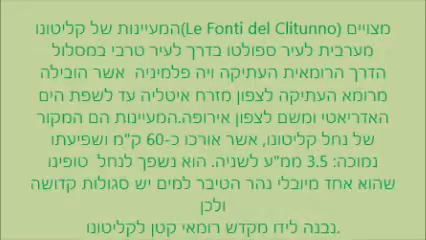 המעיינות של קליטונו(Le Fonti del Clitunno) מצויים
מערבית לעיר ספולטו בדרך לעיר טרבי במסלול
הדרך הרומאית העתיקה ויה פלמיניה  אשר הובילה
מרומא העתיקה לצפון מזרח איטליה עד לשפת הים
האדריאטי ומשם לצפון אירופה.המעיינות הם המקור
של נחל קליטונו, אשר אורכו כ-60 ק"מ ושפיעתו
נמוכה: 3.5 ממ"ע לשניה. הוא נשפך לנחל  טופינו
שהוא אחד מיובלי נהר הטיבר למים יש סגולות קדושה
ולכן
נבנה לידו מקדש רומאי קטן לקליטונו.